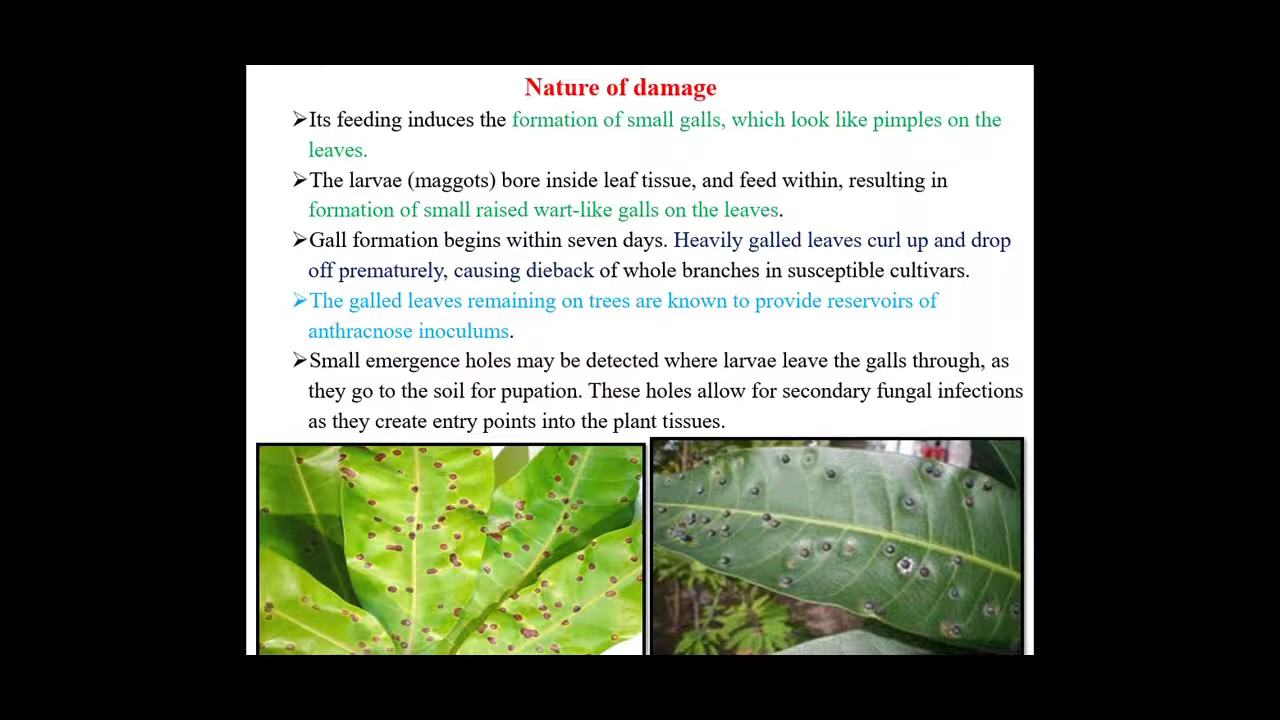 Nature of damage
➢Its feeding induces the formation of small galls, which look like pimples on the
leaves.
➢The larvae (maggots) bore inside leaf tissue, and feed within, resulting in
formation of small raised wart-like galls on the leaves.
➢Gall formation begins within seven days. Heavily galled leaves curl up and drop
off prematurely, causing dieback of whole branches in susceptible cultivars.
➢The galled leaves remaining on trees are known to provide reservoirs of
anthracnose inoculums.
➢Small emergence holes may be detected where larvae leave the galls through, as
they go to the soil for pupation. These holes allow for secondary fungal infections
as they create entry points into the plant tissues.